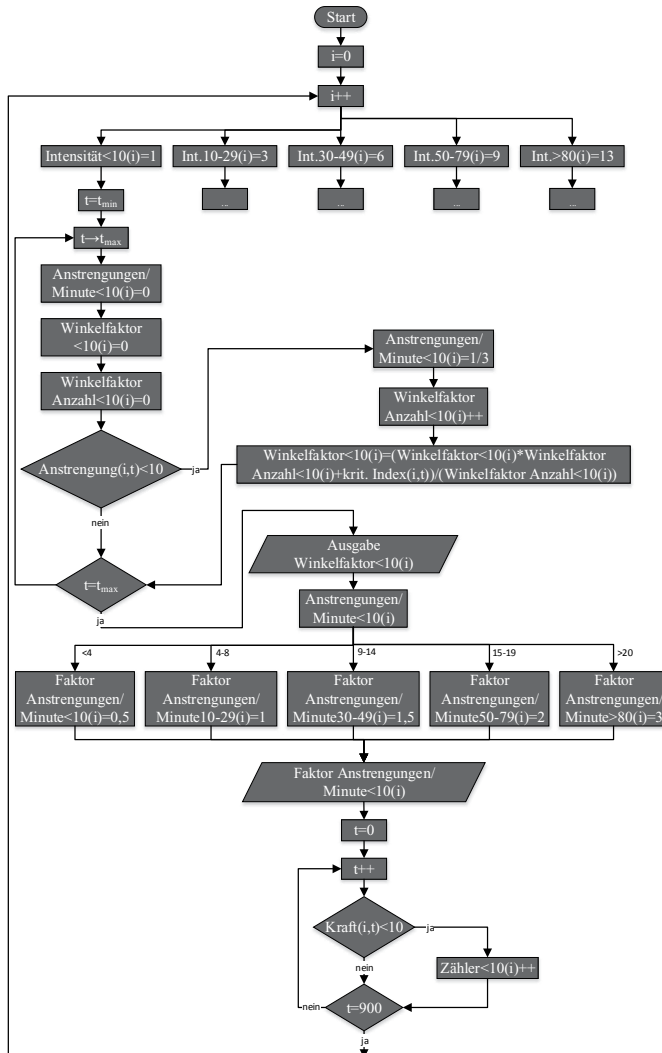 Start
i=0
i++
Intensität<10(i)=1
Int.10-29(i)=3
Int.30-49(i)=6
Int.50-79(i)=9
Int.>80(i)=13
t=tmin
...
...
...
...
t→tmax
Anstrengungen/
Minute<10(i)=0
Winkelfaktor
<10(i)=0
Winkelfaktor
Anzahl<10(i)=0
Anstrengung(i,t)<10
ja
nein
Anstrengungen/
Minute<10(i)=1/3
Winkelfaktor
Anzahl<10(i)++
Winkelfaktor<10(i)=(Winkelfaktor<10(i)*Winkelfaktor
Anzahl<10(i)+krit. Index(i,t))/(Winkelfaktor Anzahl<10(i))
t=tmax
ja
Ausgabe
Winkelfaktor<10(i)
Anstrengungen/
Minute<10(i)
<4
4-8
9-14
15-19
>20
Faktor
Anstrengungen/
Minute<10(i)=0,5
Faktor
Anstrengungen/
Minute10-29(i)=1
Faktor
Anstrengungen/
Minute30-49(i)=1,5
Faktor
Anstrengungen/
Minute50-79(i)=2
Faktor
Anstrengungen/
Minute>80(i)=3
Faktor Anstrengungen/
Minute<10(i)
t=0
t++
Kraft(i,t)<10
ja
nein
Zähler<10(i)++
t=900
nein
ja